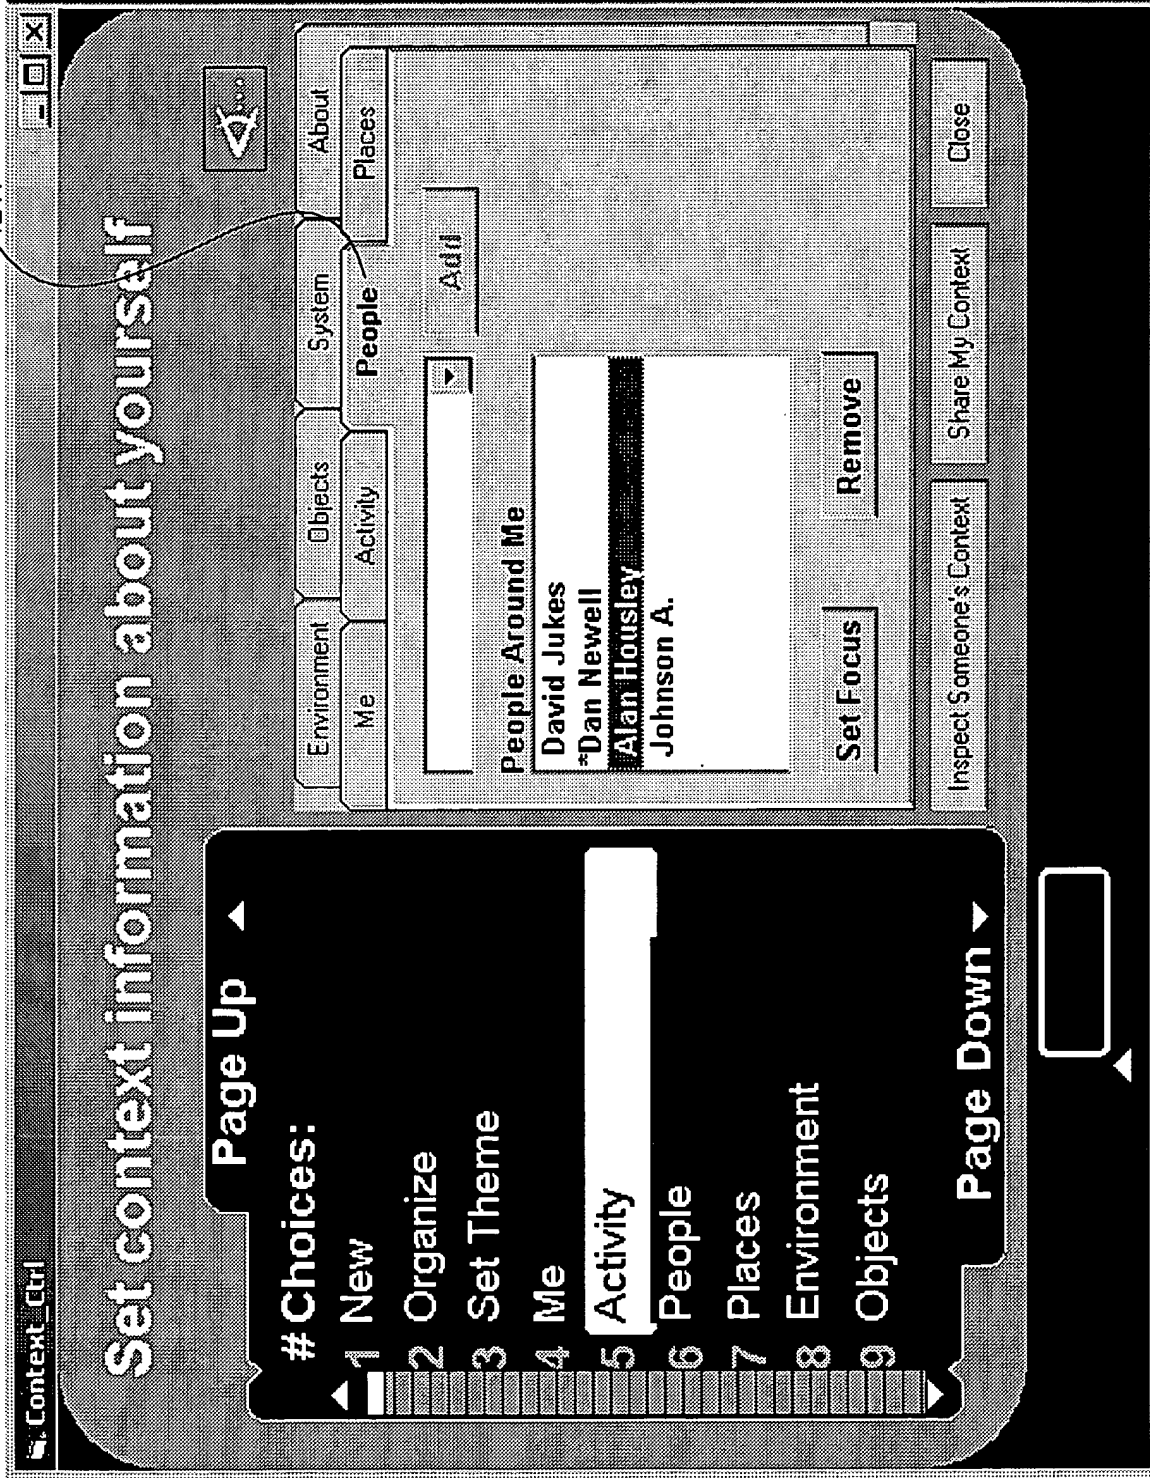 Context_Ctrl
Set context information about yourself
Page Up
# Choices:
1 New
2 Organize
3 Set Theme
4 Me
5 Activity
6 People
7 Places
8 Environment
9 Objects
Page Down
Environment Objects System About
Me Activity People Places
Add
People Around Me
David Jukes
*Dan Newell
Alan Housley
Johnson A.
Set Focus Remove
Inspect Someone's Context Share My Context Close